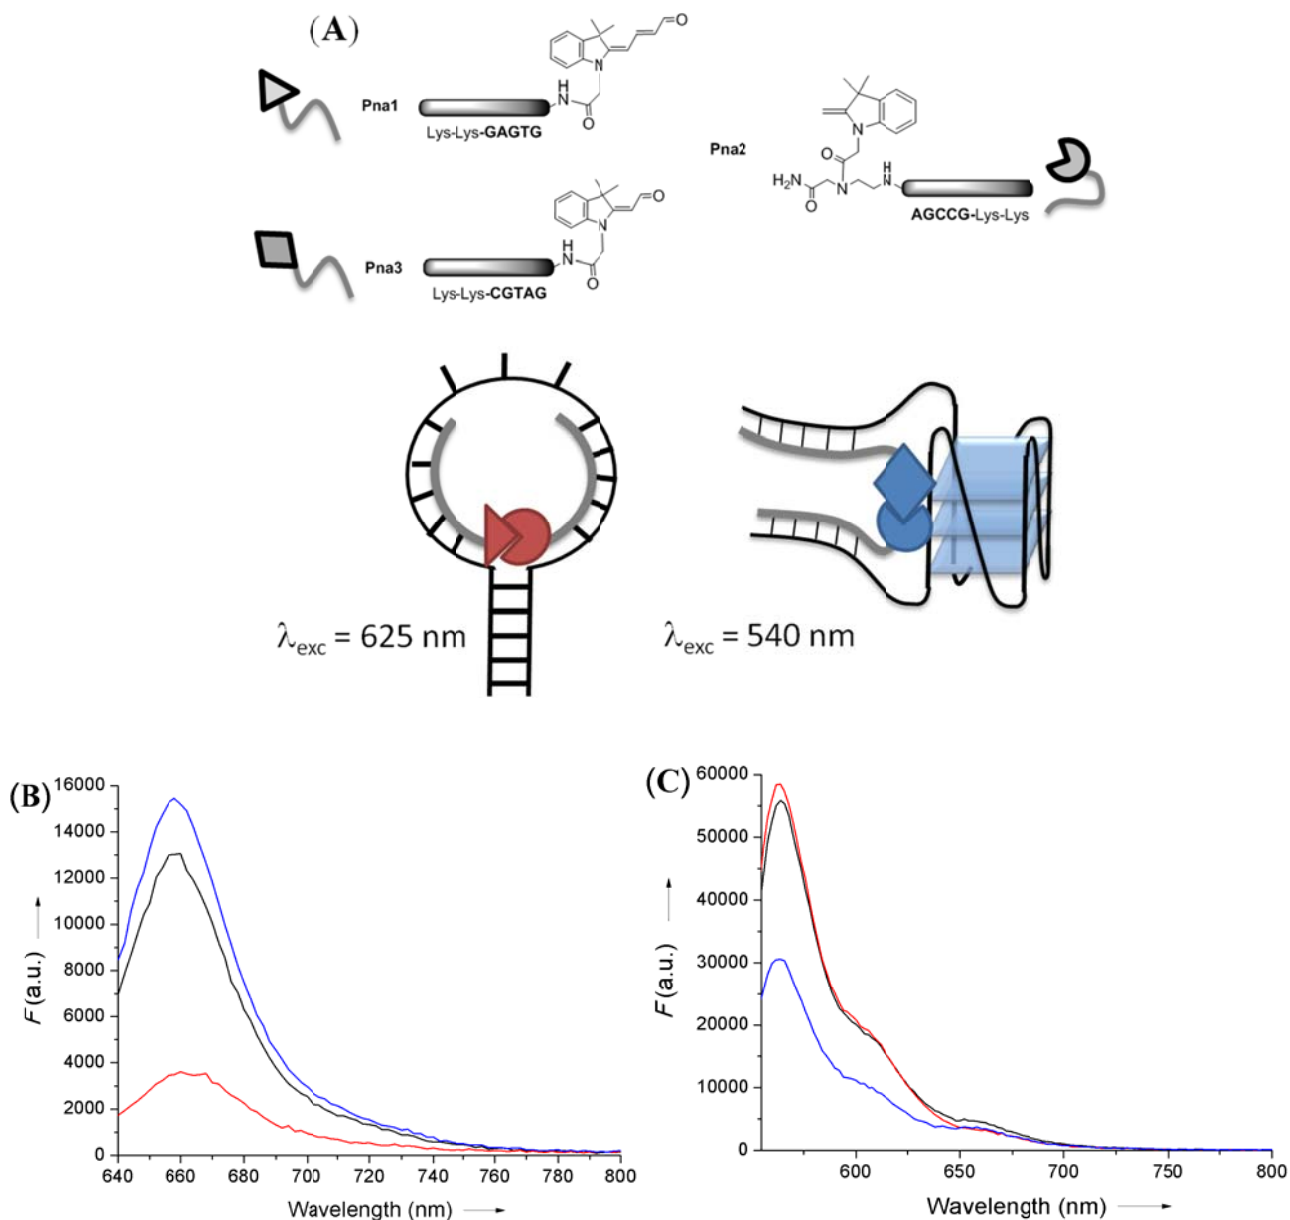 (A)
Pna1
Lys-Lys-GAGTG
N
H
NH
O
O
Pna2
N
O
H₂N
O
N
H
N
AGCCG-Lys-Lys
Pna3
Lys-Lys-CGTAG
N
H
N
O
O
λexc = 625 nm
λexc = 540 nm
(B)
F (a.u.)
16000
14000
12000
10000
8000
6000
4000
2000
0
640 660 680 700 720 740 760 780 800
Wavelength (nm)
(C)
F (a.u.)
60000
50000
40000
30000
20000
10000
0
600 650 700 750 800
Wavelength (nm)